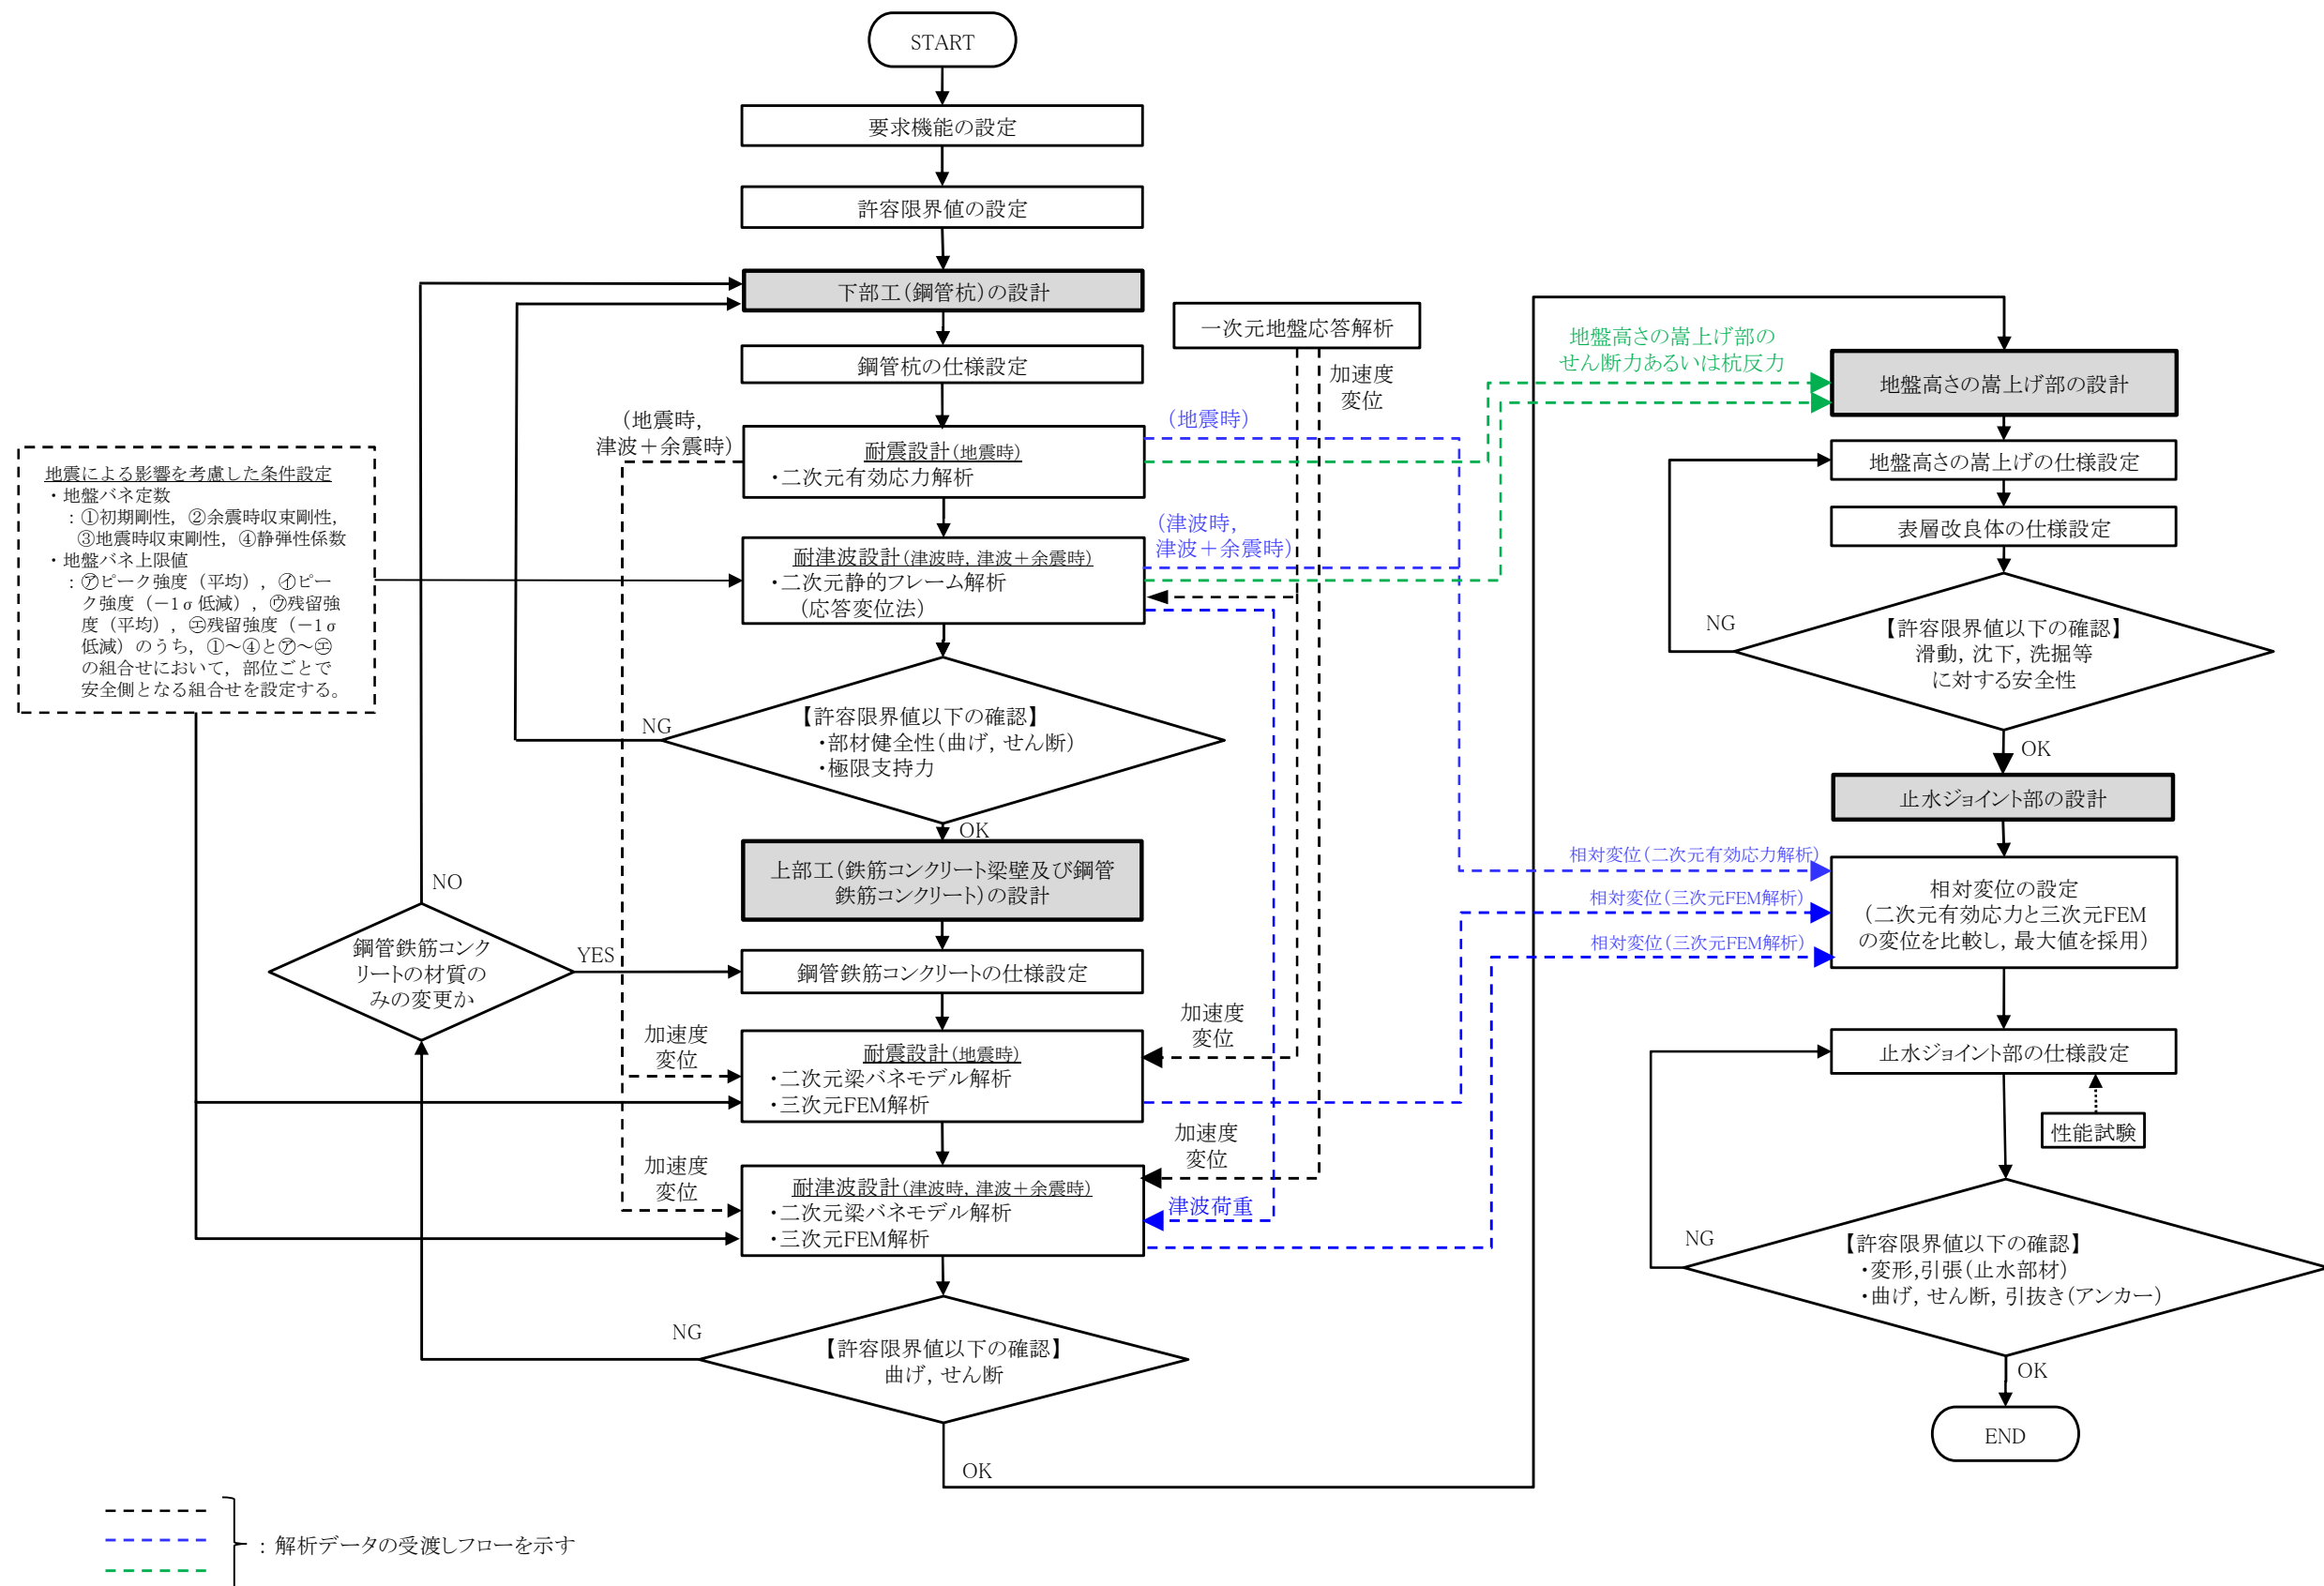 START
要求機能の設定
許容限界値の設定
下部工（鋼管杭）の設計
鋼管杭の仕様設定
（地震時，
津波＋余震時）
耐震設計（地震時）
・二次元有効応力解析
耐津波設計（津波時，津波＋余震時）
・二次元静的フレーム解析
（応答変位法）
地震による影響を考慮した条件設定
・地盤バネ定数
：①初期剛性，②余震時収束剛性，
③地震時収束剛性，④静弾性係数
・地盤バネ上限値
：㋐ピーク強度（平均），㋑ピー
ク強度（－1σ低減），㋒残留強
度（平均），㋓残留強度（－1σ
低減）のうち，①～④と㋐～㋓
の組合せにおいて，部位ごとで
安全側となる組合せを設定する。
NG
【許容限界値以下の確認】
・部材健全性（曲げ，せん断）
・極限支持力
OK
上部工（鉄筋コンクリート梁壁及び鋼管
鉄筋コンクリート）の設計
NO
鋼管鉄筋コンク
リートの材質の
みの変更か
YES
鋼管鉄筋コンクリートの仕様設定
加速度
変位
耐震設計（地震時）
・二次元梁バネモデル解析
・三次元FEM解析
加速度
変位
耐津波設計（津波時，津波＋余震時）
・二次元梁バネモデル解析
・三次元FEM解析
NG
【許容限界値以下の確認】
曲げ，せん断
OK
一次元地盤応答解析
加速度
変位
（地震時）
（津波時，
津波＋余震時）
加速度
変位
加速度
変位
津波荷重
地盤高さの嵩上げ部の
せん断力あるいは杭反力
地盤高さの嵩上げ部の設計
地盤高さの嵩上げの仕様設定
表層改良体の仕様設定
NG
【許容限界値以下の確認】
滑動，沈下，洗掘等
に対する安全性
OK
止水ジョイント部の設計
相対変位（二次元有効応力解析）
相対変位（三次元FEM解析）
相対変位（三次元FEM解析）
相対変位の設定
（二次元有効応力と三次元FEM
の変位を比較し，最大値を採用）
止水ジョイント部の仕様設定
性能試験
NG
【許容限界値以下の確認】
・変形，引張（止水部材）
・曲げ，せん断，引抜き（アンカー）
OK
END
：解析データの受渡しフローを示す